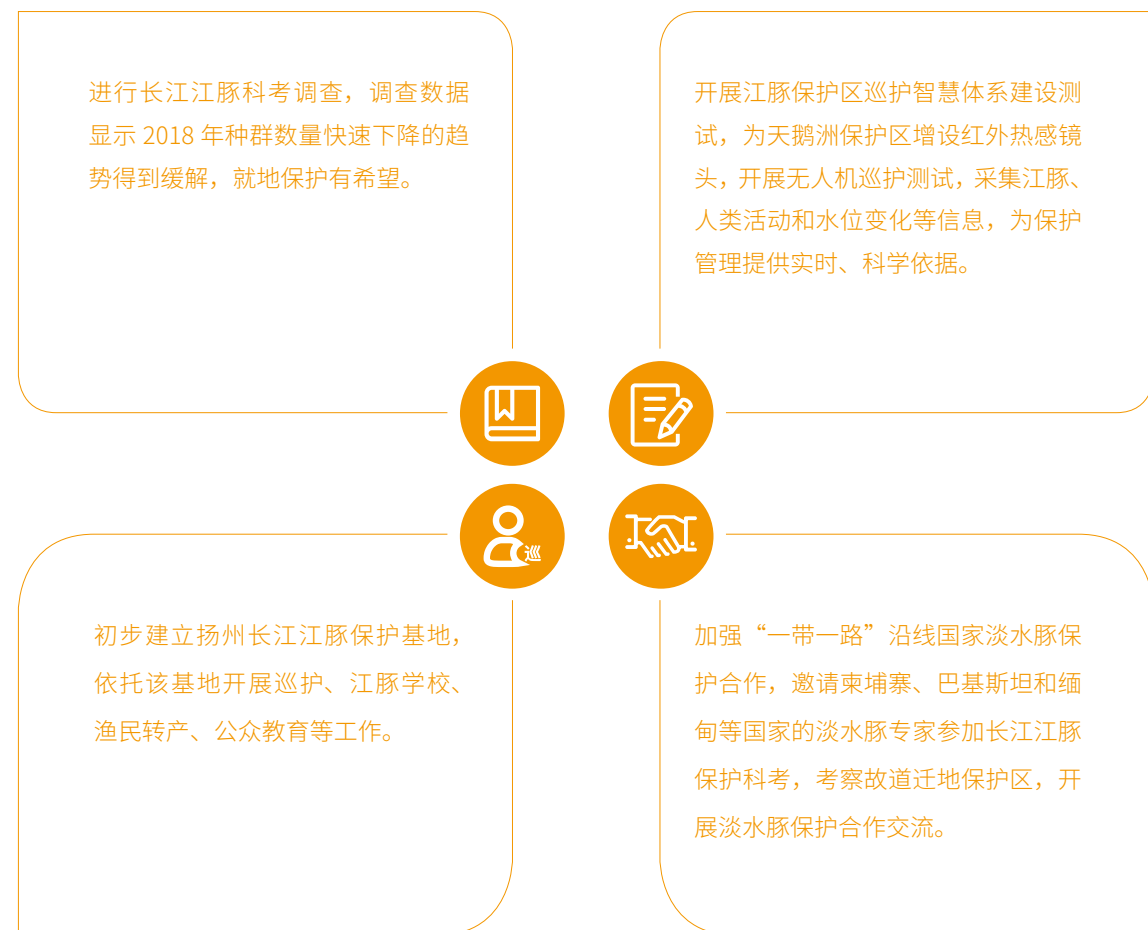 进行长江江豚科考调查，调查数据
显示 2018 年种群数量快速下降的趋
势得到缓解，就地保护有希望。
开展江豚保护区巡护智慧体系建设测
试，为天鹅洲保护区增设红外热感镜
头，开展无人机巡护测试，采集江豚、
人类活动和水位变化等信息，为保护
管理提供实时、科学依据。
巡
初步建立扬州长江江豚保护基地，
依托该基地开展巡护、江豚学校、
渔民转产、公众教育等工作。
加强“一带一路”沿线国家淡水豚保
护合作，邀请柬埔寨、巴基斯坦和缅
甸等国家的淡水豚专家参加长江江豚
保护科考，考察故道迁地保护区，开
展淡水豚保护合作交流。